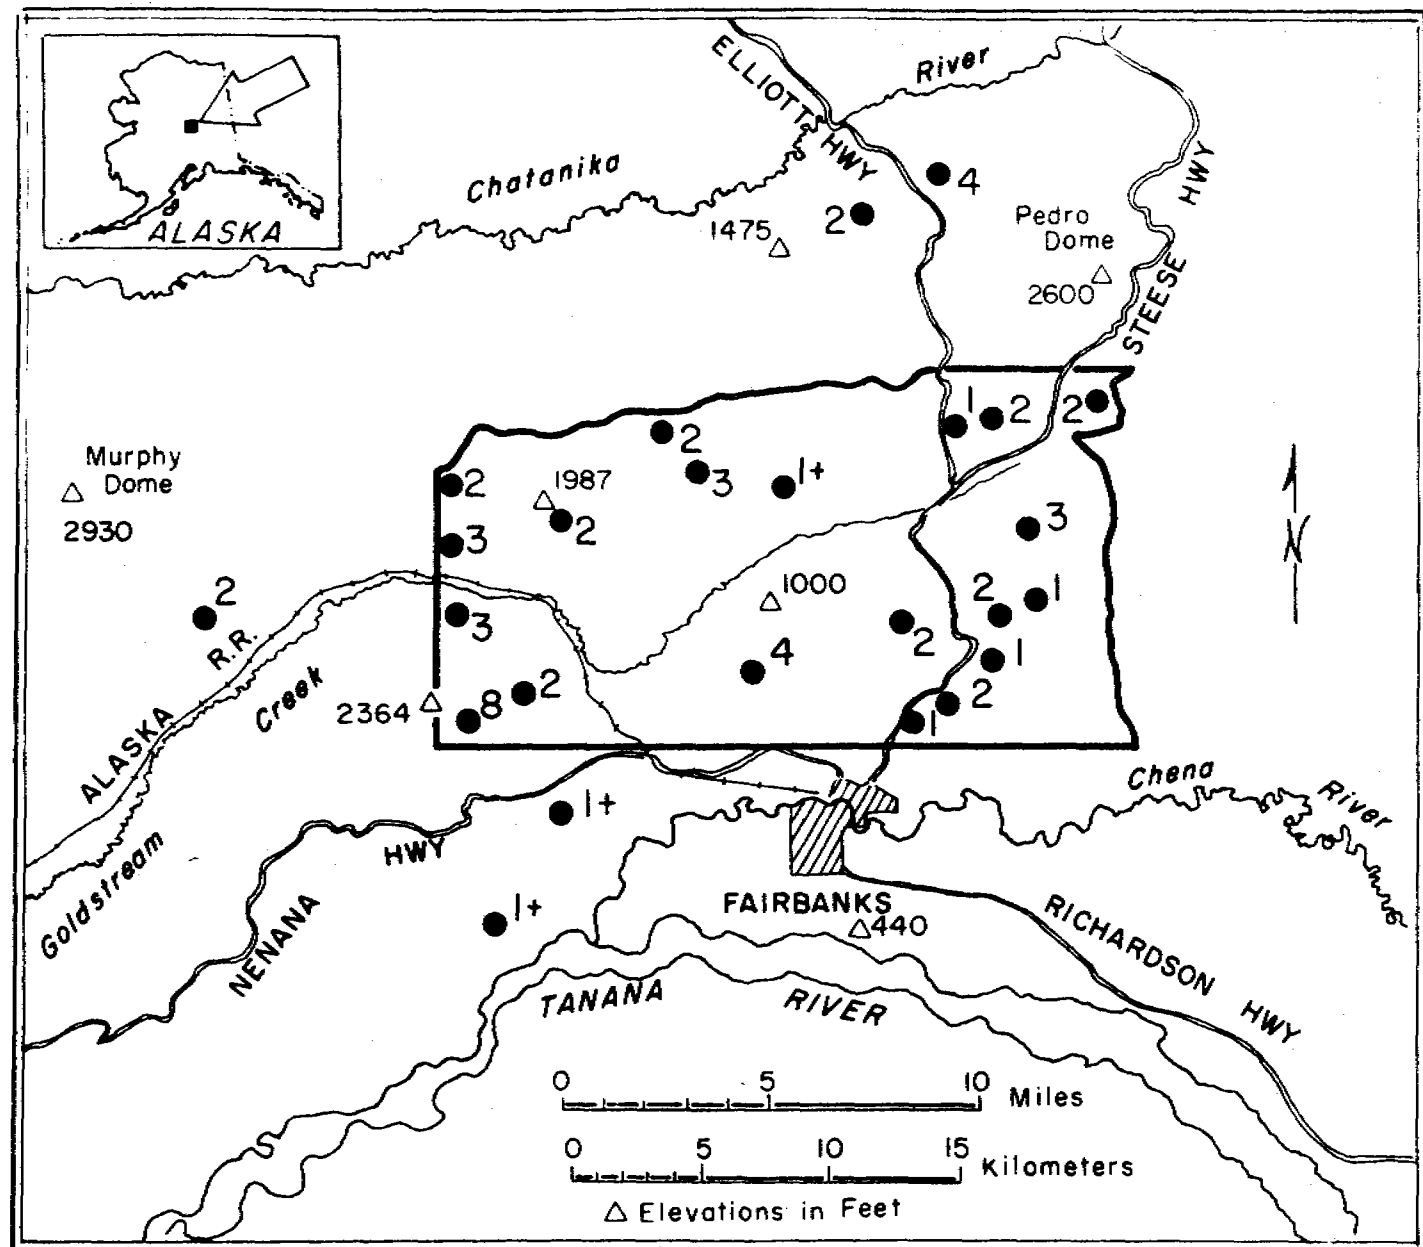 ALASKA
ELLIOTT HWY
River
Chatanika
STEESE HWY
4
2
1475
Pedro
Dome
2600
1
2
2
2
3
1+
Murphy
Dome
2930
2
1987
2
3
3
1000
2
1
2
3
2
1
4
2
2364
8
2
2
1
ALASKA R.R.
Goldstream Creek
N
Chena River
1+
NENANA HWY
1+
FAIRBANKS
440
RICHARDSON HWY
TANANA RIVER
0 5 10 Miles
0 5 10 15 Kilometers
△ Elevations in Feet